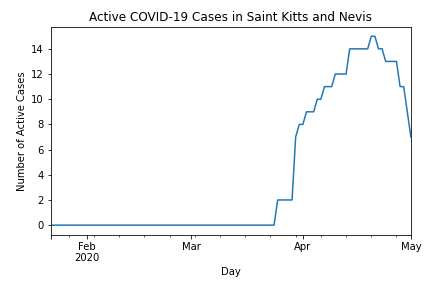 Active COVID-19 Cases in Saint Kitts and Nevis
Number of Active Cases
14
12
10
8
6
4
2
0
Feb Mar Apr May
2020
Day